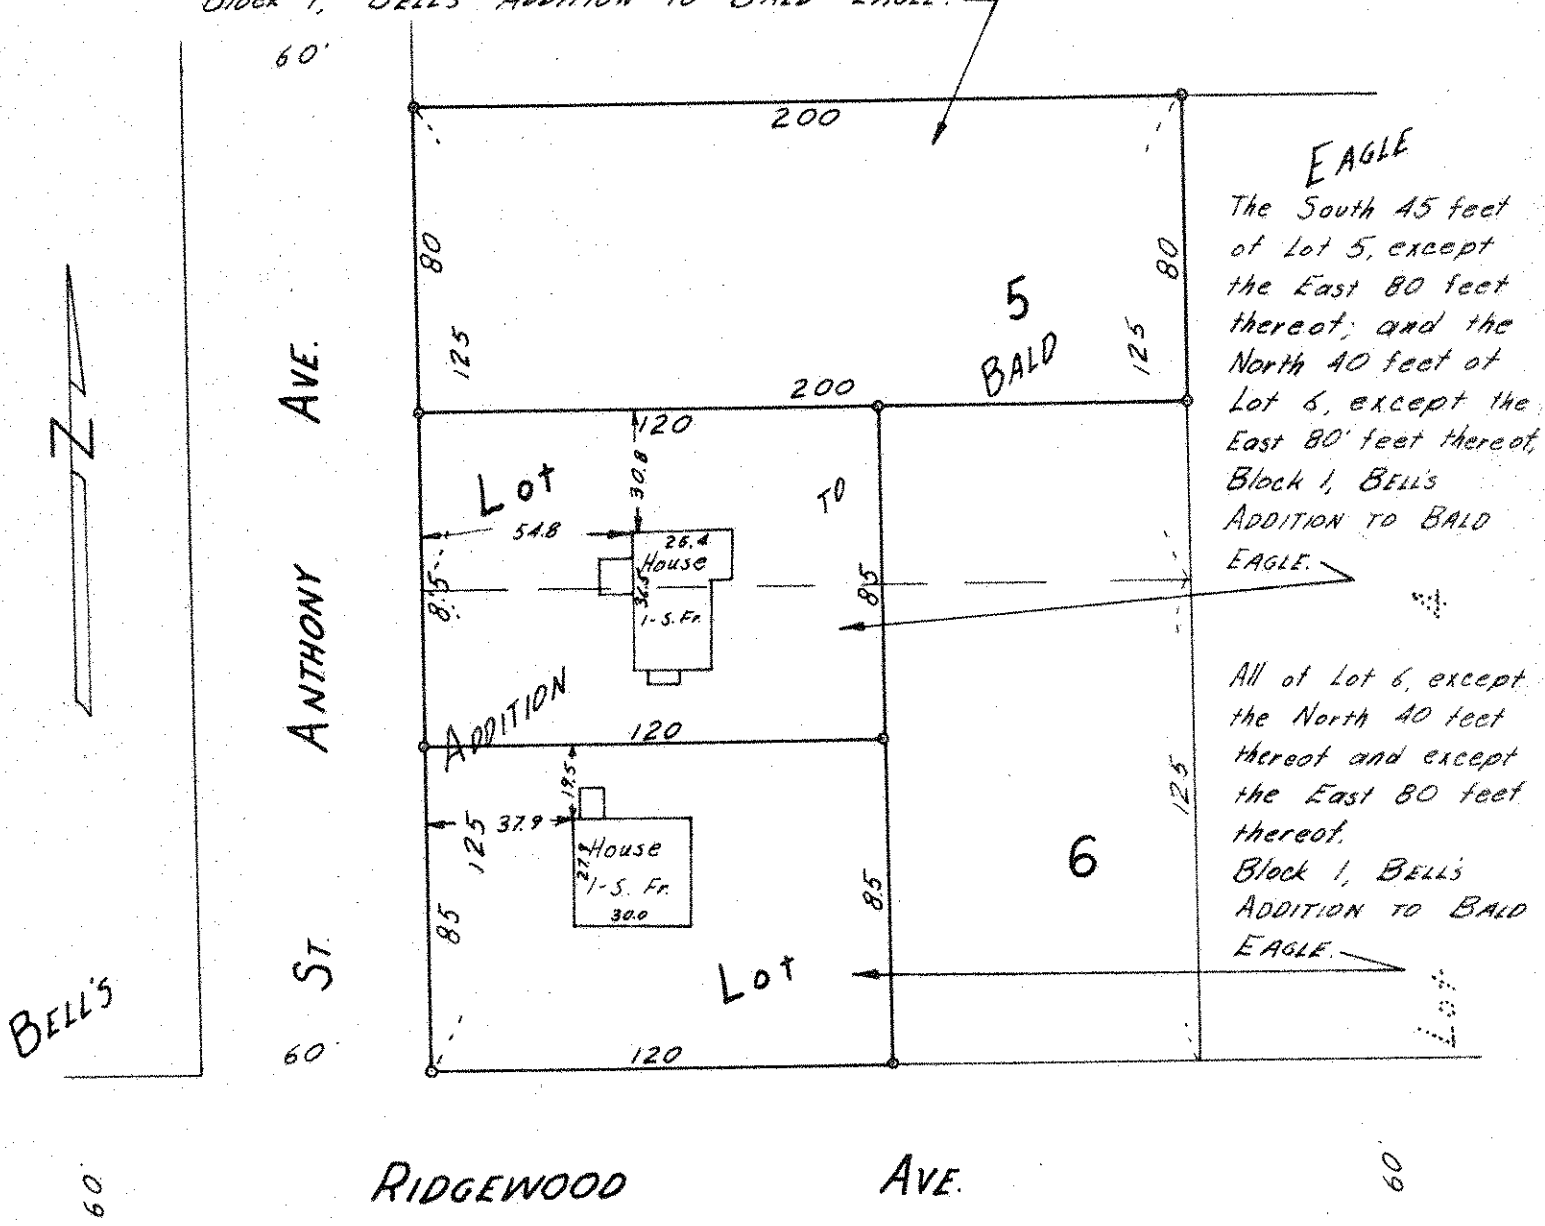 Block 1, BELL'S ADDITION TO BALD EAGLE.
60'
200
EAGLE
The South 45 feet
of Lot 5, except
the East 80 feet
thereof; and the
North 40 feet of
Lot 6, except the
East 80' feet thereof,
Block 1, BELL'S
ADDITION TO BALD
EAGLE.
80
80
125
125
5
BALD
200
120
Lot
30.8
TO
54.8
26.4
House
36.5
1-S. Fr.
85
85
4
ANTHONY AVE.
ADDITION
120
All of Lot 6, except
the North 40 feet
thereof and except
the East 80 feet
thereof.
Block 1, BELL'S
ADDITION TO BALD
EAGLE.
19.5
37.9
125
125
House
27.9
1-S. Fr.
30.0
6
85
85
Lot
Lot
ST.
BELL'S
N
60'
120
60'
RIDGEWOOD AVE.
60'